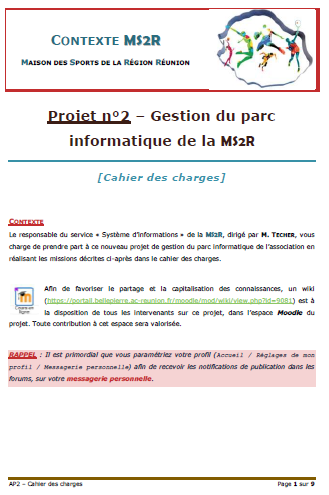 CONTEXTE MS2R
MAISON DES SPORTS DE LA RÉGION RÉUNION
Projet n°2 – Gestion du parc
informatique de la MS2R
[Cahier des charges]
CONTEXTE
Le responsable du service « Système d'informations » de la MS2R, dirigé par M. TECHER, vous
charge de prendre part à ce nouveau projet de gestion du parc informatique de l'association en
réalisant les missions décrites ci-après dans le cahier des charges.
Afin de favoriser le partage et la capitalisation des connaissances, un wiki
(https://portail.bellepierre.ac-reunion.fr/moodle/mod/wiki/view.php?id=9081) est à
la disposition de tous les intervenants sur ce projet, dans l'espace Moodle du
projet. Toute contribution à cet espace sera valorisée.
RAPPEL : Il est primordial que vous paramétriez votre profil (Accueil / Réglages de mon
profil / Messagerie personnelle) afin de recevoir les notifications de publication dans les
forums, sur votre messagerie personnelle.
AP2 – Cahier des charges Page 1 sur 9